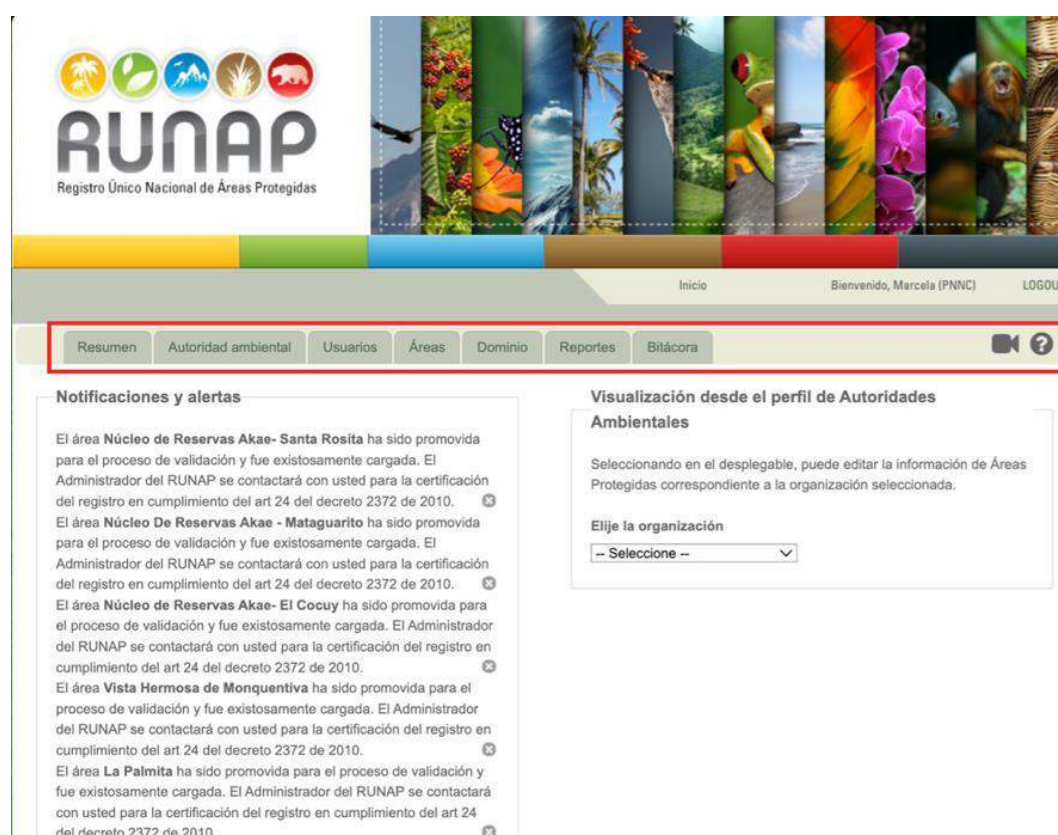 RUNAP
Registro Único Nacional de Áreas Protegidas
Inicio
Bienvenido, Marcela (PNNC)
LOGOU
Resumen
Autoridad ambiental
Usuarios
Áreas
Dominio
Reportes
Bitácora
?
Notificaciones y alertas
El área Núcleo de Reservas Akae- Santa Rosita ha sido promovida
para el proceso de validación y fue existosamente cargada. El
Administrador del RUNAP se contactará con usted para la certificación
del registro en cumplimiento del art 24 del decreto 2372 de 2010.
El área Núcleo De Reservas Akae - Mataguarito ha sido promovida
para el proceso de validación y fue existosamente cargada. El
Administrador del RUNAP se contactará con usted para la certificación
del registro en cumplimiento del art 24 del decreto 2372 de 2010.
El área Núcleo de Reservas Akae- El Cocuy ha sido promovida para
el proceso de validación y fue existosamente cargada. El Administrador
del RUNAP se contactará con usted para la certificación del registro en
cumplimiento del art 24 del decreto 2372 de 2010.
El área Vista Hermosa de Monquentiva ha sido promovida para el
proceso de validación y fue existosamente cargada. El Administrador
del RUNAP se contactará con usted para la certificación del registro en
cumplimiento del art 24 del decreto 2372 de 2010.
El área La Palmita ha sido promovida para el proceso de validación y
fue existosamente cargada. El Administrador del RUNAP se contactará
con usted para la certificación del registro en cumplimiento del art 24
del decreto 2372 de 2010.
Visualización desde el perfil de Autoridades
Ambientales
Seleccionando en el desplegable, puede editar la información de Áreas
Protegidas correspondiente a la organización seleccionada.
Elije la organización
-- Seleccione --